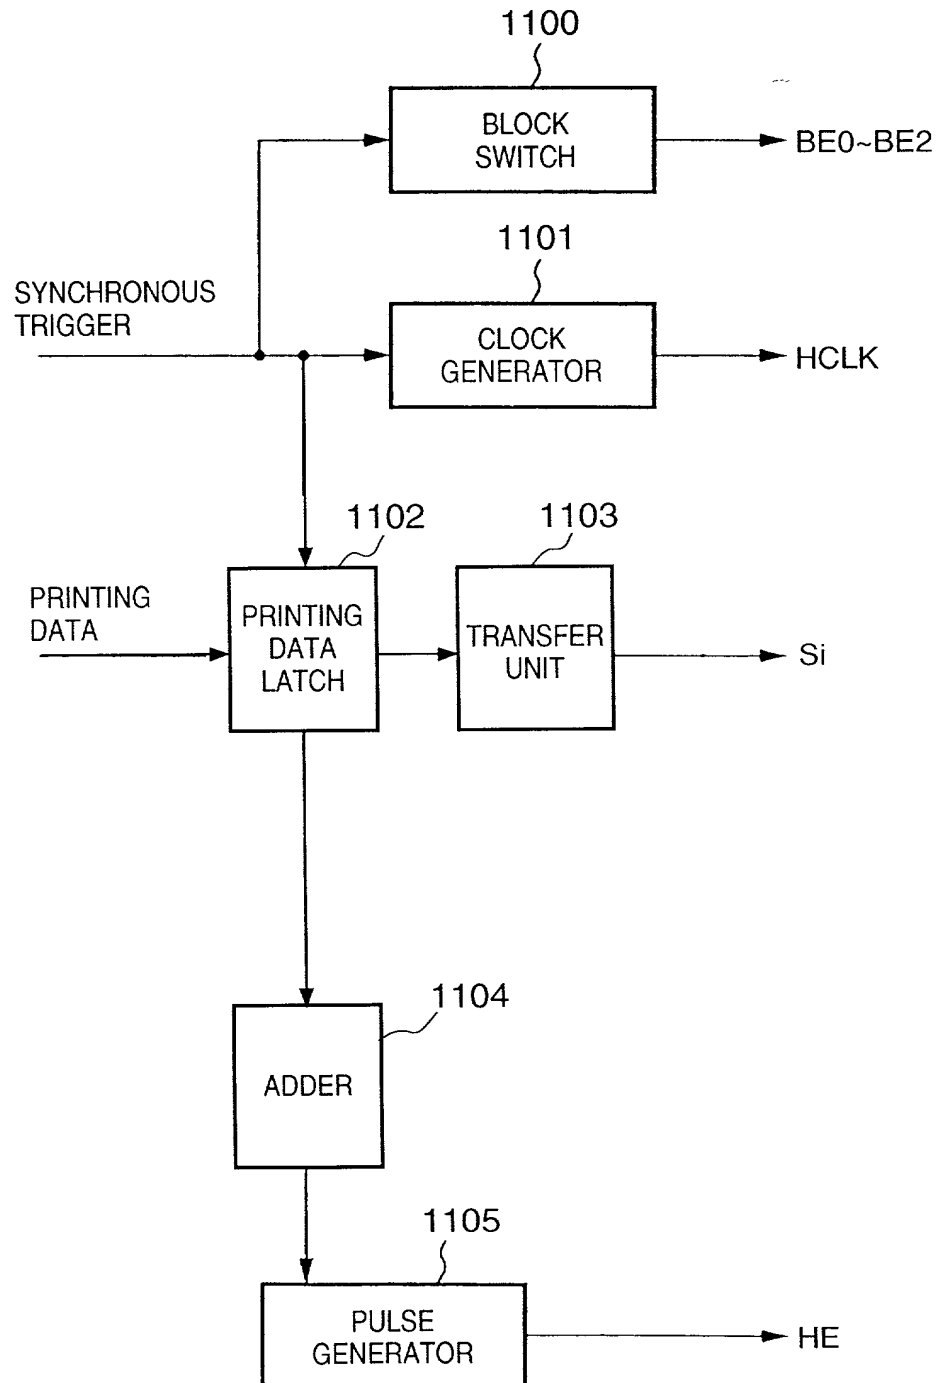 1100
BLOCK
SWITCH
BE0~BE2
1101
SYNCHRONOUS
TRIGGER
CLOCK
GENERATOR
HCLK
1102
1103
PRINTING
DATA
PRINTING
DATA
LATCH
TRANSFER
UNIT
Si
1104
ADDER
1105
PULSE
GENERATOR
HE